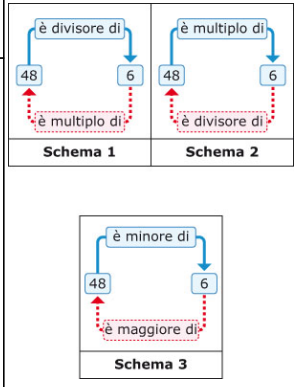 è divisore di
48
6
è multiplo di
Schema 1
è multiplo di
48
6
è divisore di
Schema 2
è minore di
48
6
è maggiore di
Schema 3